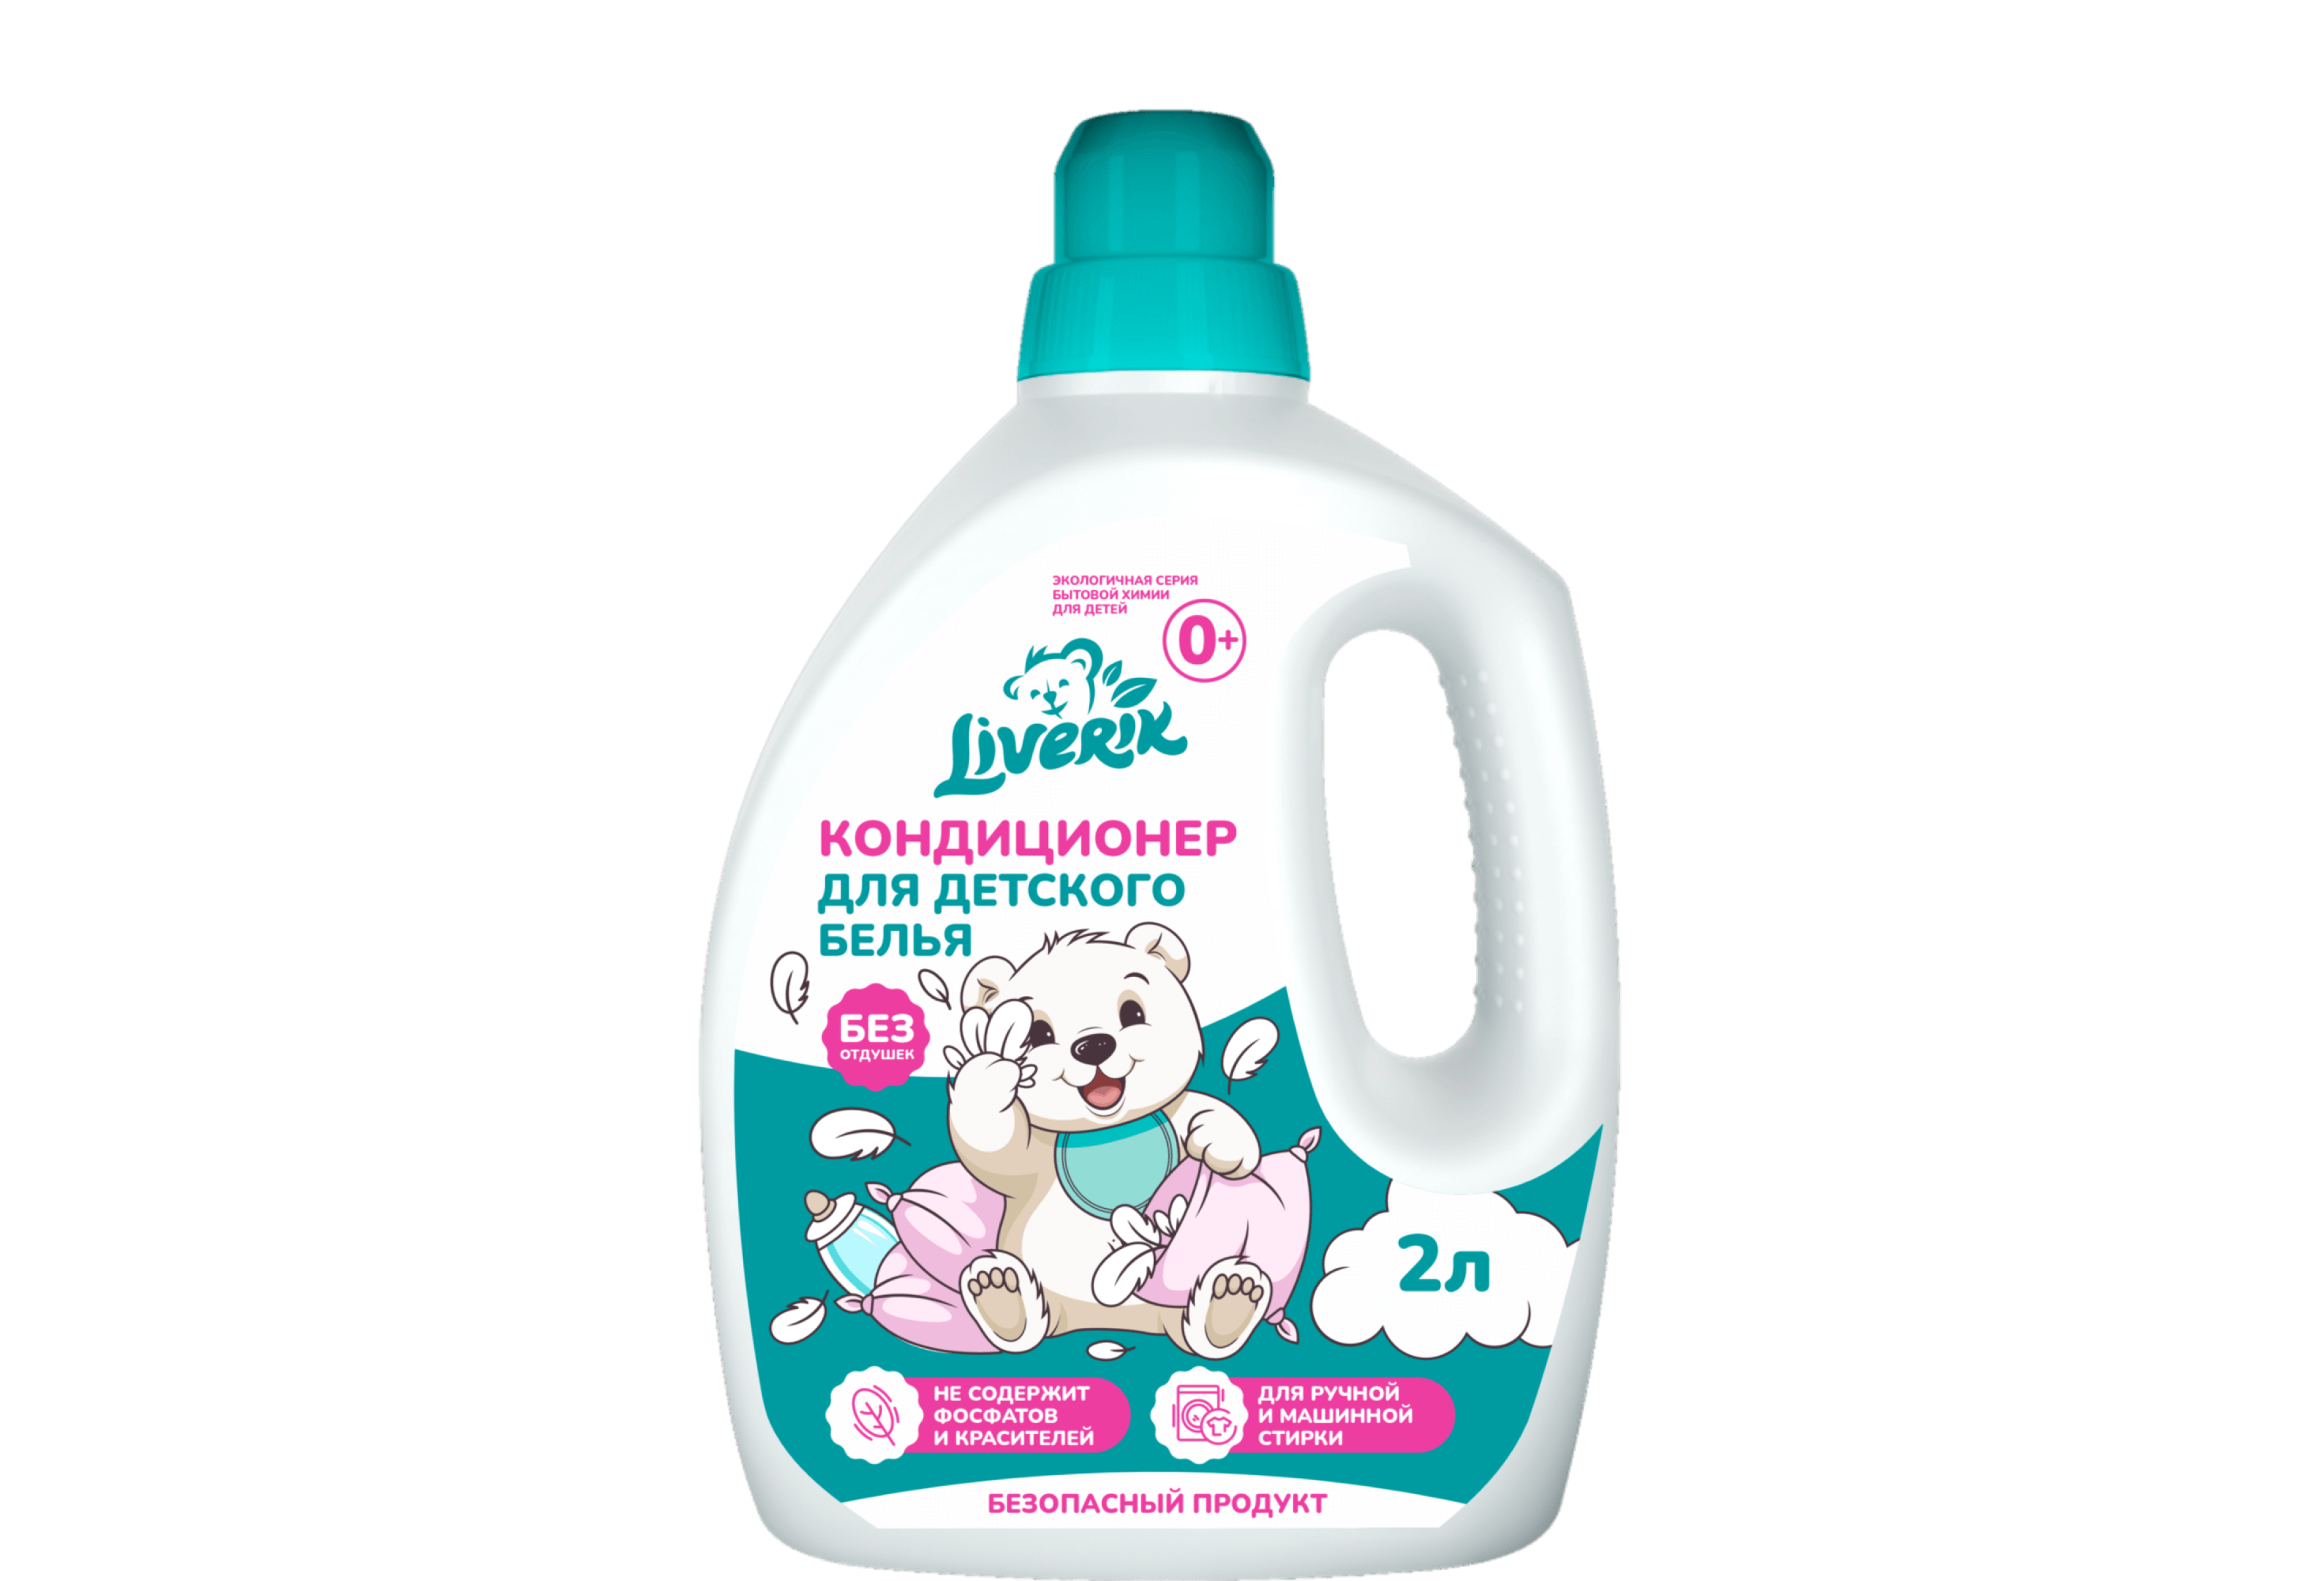 ЭКОЛОГИЧНАЯ СЕРИЯ
БЫТОВОЙ ХИМИИ
ДЛЯ ДЕТЕЙ
0+
Liverik
КОНДИЦИОНЕР
ДЛЯ ДЕТСКОГО
БЕЛЬЯ
БЕЗ
ОТДУШЕК
2л
НЕ СОДЕРЖИТ
ФОСФАТОВ
И КРАСИТЕЛЕЙ
ДЛЯ РУЧНОЙ
И МАШИННОЙ
СТИРКИ
БЕЗОПАСНЫЙ ПРОДУКТ